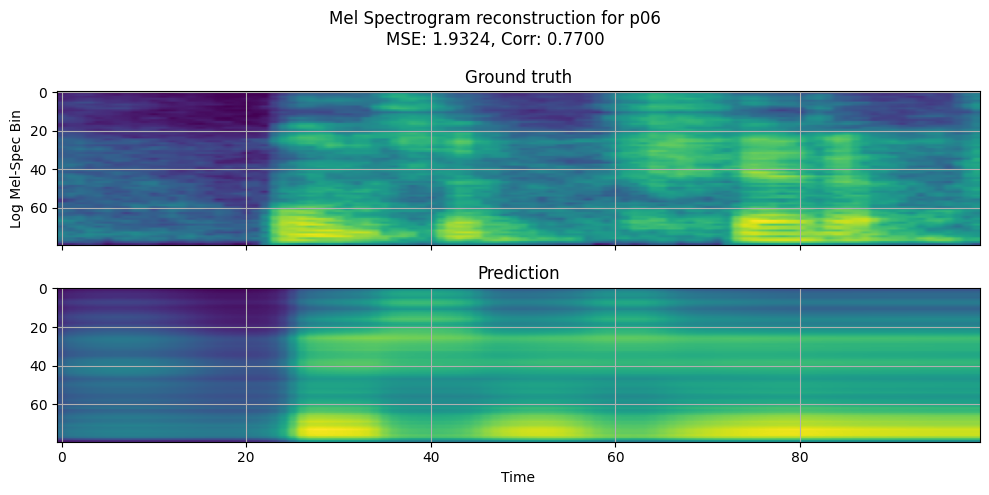 Mel Spectrogram reconstruction for p06
MSE: 1.9324, Corr: 0.7700
Ground truth
0
20
40
60
Log Mel-Spec Bin
Prediction
0
20
40
60
0 20 40 60 80
Time